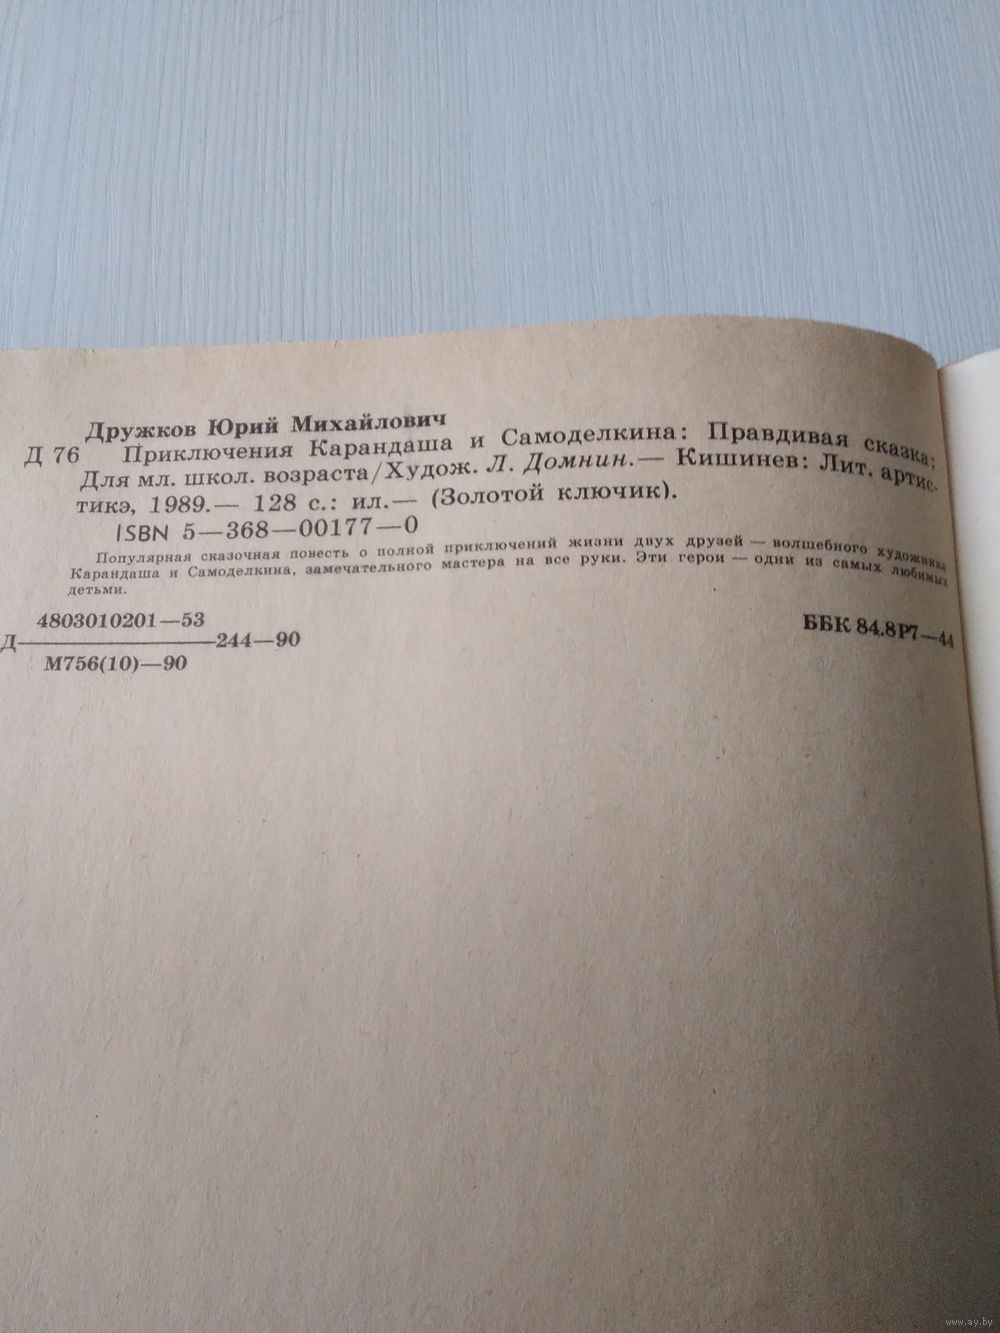 Дружков Юрий Михайлович
Д 76 Приключения Карандаша и Самоделкина: Правдивая сказка:
Для мл. школ. возраста/Худож. Л. Домнин.— Кишинев: Лит. артис-
тикэ, 1989.— 128 с.: ил.— (Золотой ключик).
ISBN 5—368—00177—0
Популярная сказочная повесть о полной приключений жизни двух друзей — волшебного художника
Карандаша и Самоделкина, замечательного мастера на все руки. Эти герои — одни из самых любимых
детьми.
4803010201—53
Д———244—90
М756(10)—90
ББК 84.8Р7—44
www.ay.by